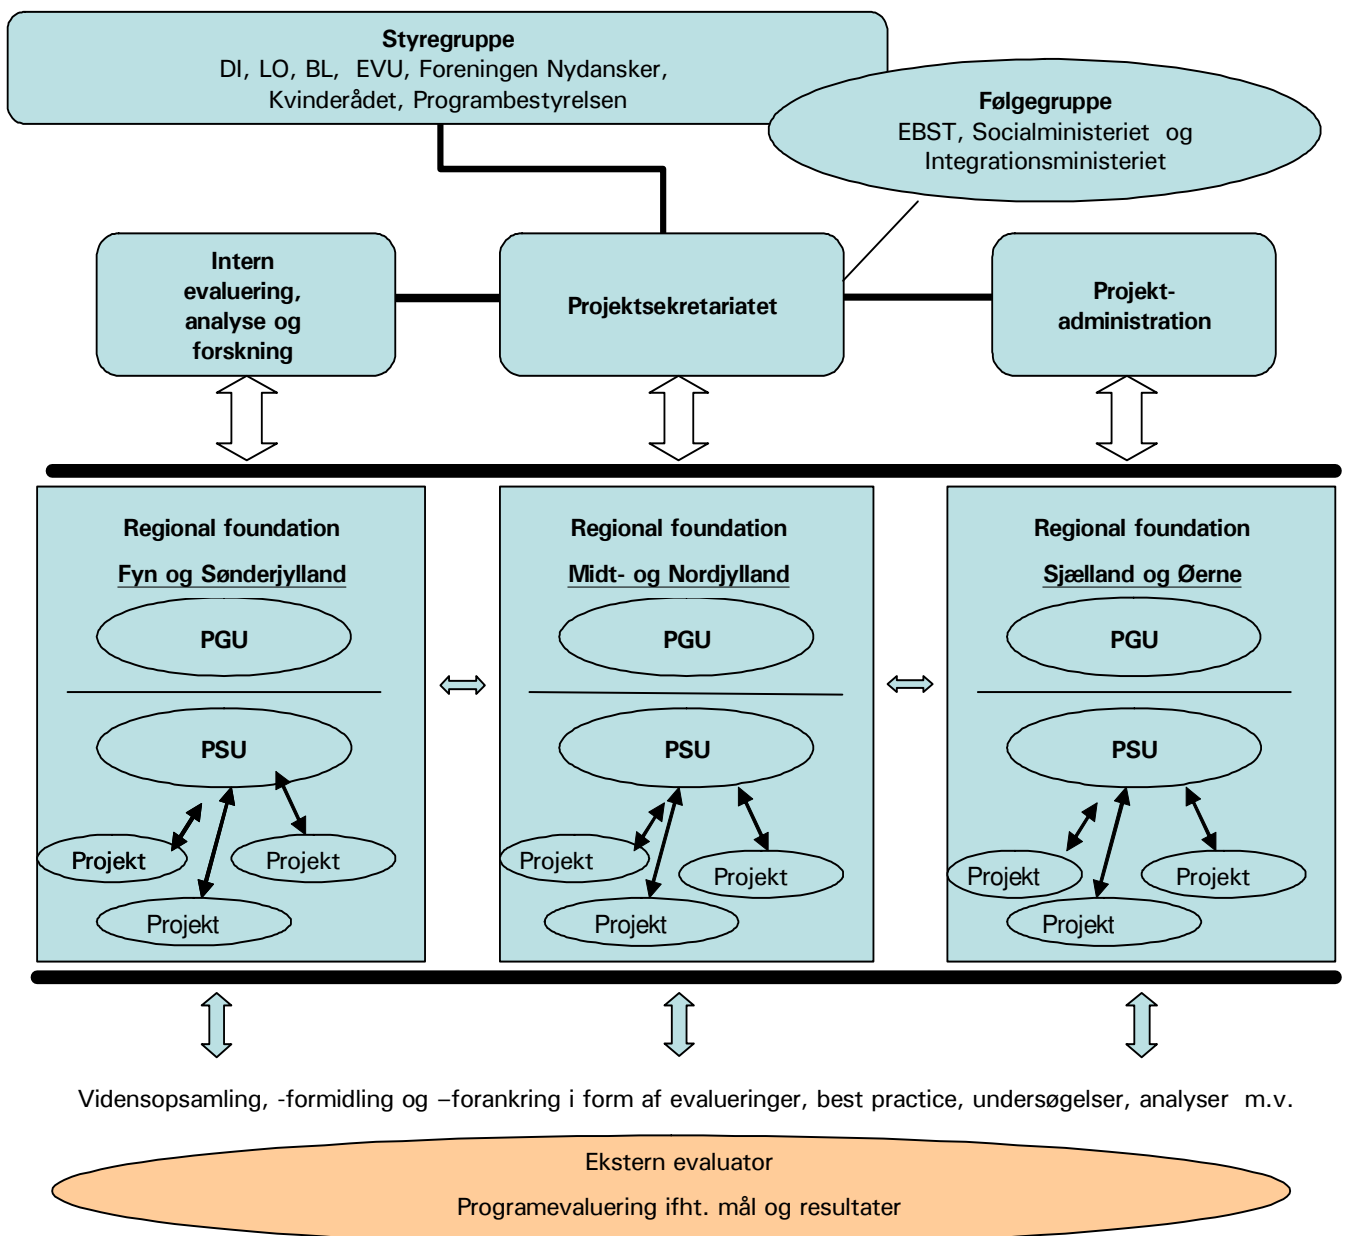 Styregruppe
DI, LO, BL, EVU, Foreningen Nydansker,
Kvinderådet, Programbestyrelsen
Følgegruppe
EBST, Socialministeriet og
Integrationsministeriet
Intern
evaluering,
analyse og
forskning
Projektsekretariatet
Projekt-
administration
Regional foundation
Fyn og Sønderjylland
PGU
PSU
Projekt
Projekt
Projekt
Regional foundation
Midt- og Nordjylland
PGU
PSU
Projekt
Projekt
Projekt
Regional foundation
Sjælland og Øerne
PGU
PSU
Projekt
Projekt
Projekt
Vidensopsamling, -formidling og –forankring i form af evalueringer, best practice, undersøgelser, analyser m.v.
Ekstern evaluator
Programevaluering ifht. mål og resultater